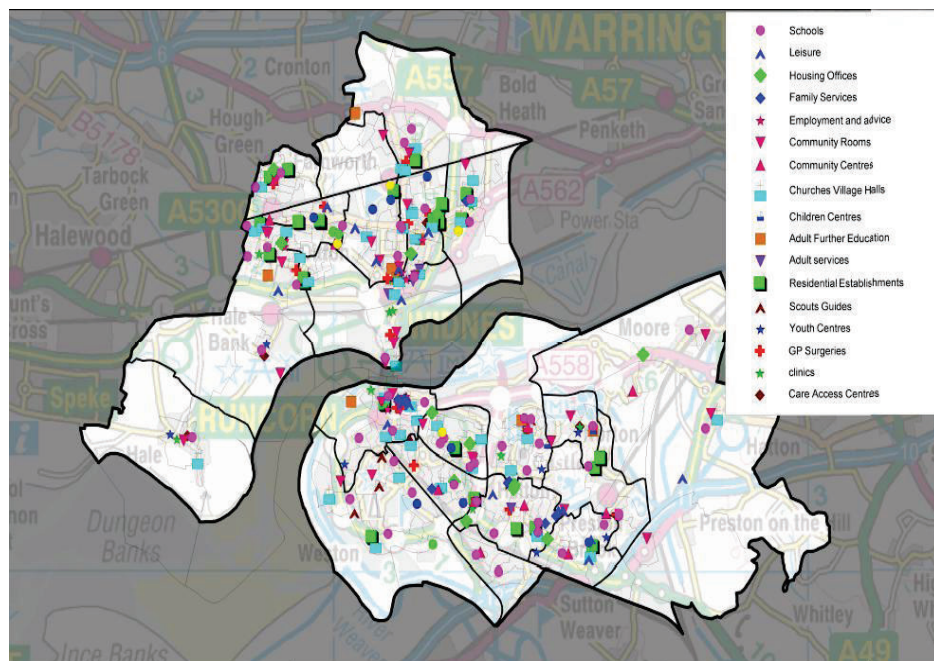 WARRINGT
Cronton
A557
Bold
Heath
A57
B5178
Hough
Green
Penketh
Tarbock
Green
A5300
A562
Power Sta
Halewood
Canal
Hale
Bank
Moore
A558
Speke
RUNCORN
Hale
Dungeon
Banks
Weston
Preston on the Hill
Sutton
Weaver
Whitley
A49
Ince Banks
Schools
Leisure
Housing Offices
Family Services
Employment and advice
Community Rooms
Community Centres
Churches Village Halls
Children Centres
Adult Further Education
Adult services
Residential Establishments
Scouts Guides
Youth Centres
GP Surgeries
clinics
Care Access Centres